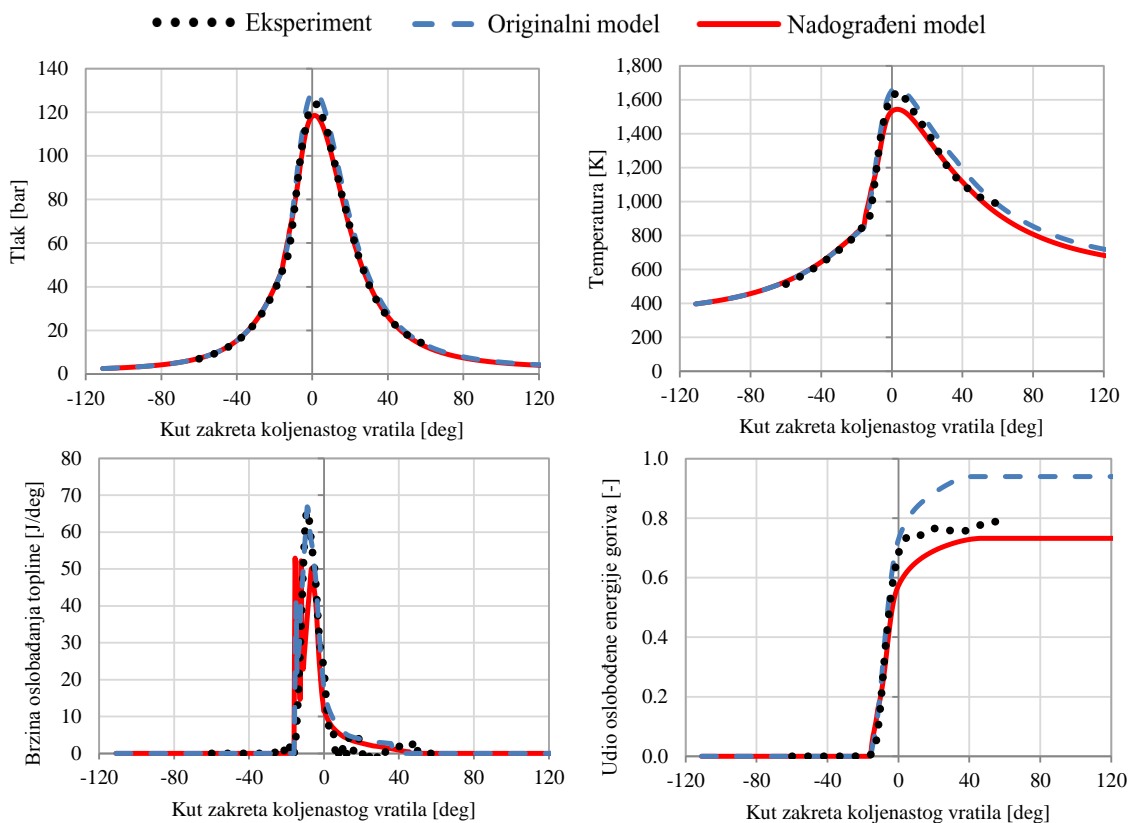 Eksperiment Originalni model Nadograđeni model
Tlak [bar]
140
120
100
80
60
40
20
0
-120 -80 -40 0 40 80 120
Kut zakreta koljenastog vratila [deg]
Temperatura [K]
1,800
1,600
1,400
1,200
1,000
800
600
400
200
0
-120 -80 -40 0 40 80 120
Kut zakreta koljenastog vratila [deg]
Brzina oslobađanja topline [J/deg]
80
70
60
50
40
30
20
10
0
-120 -80 -40 0 40 80 120
Kut zakreta koljenastog vratila [deg]
Udio oslobođene energije goriva [-]
1.0
0.8
0.6
0.4
0.2
0.0
-120 -80 -40 0 40 80 120
Kut zakreta koljenastog vratila [deg]